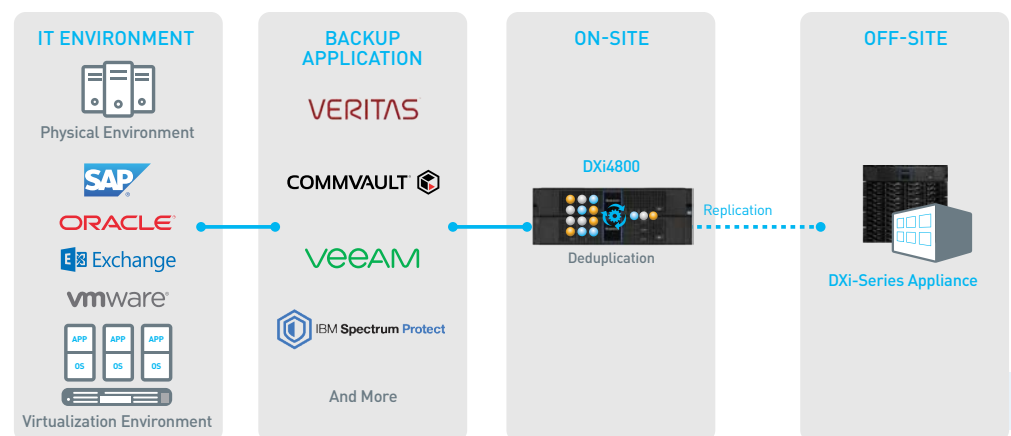 IT ENVIRONMENT
Physical Environment
SAP
ORACLE
Exchange
vmware
APP APP APP
OS OS OS
Virtualization Environment
BACKUP
APPLICATION
VERITAS
COMMVAULT
VEEAM
IBM Spectrum Protect
And More
ON-SITE
DXi4800
Deduplication
Replication
OFF-SITE
DXi-Series Appliance